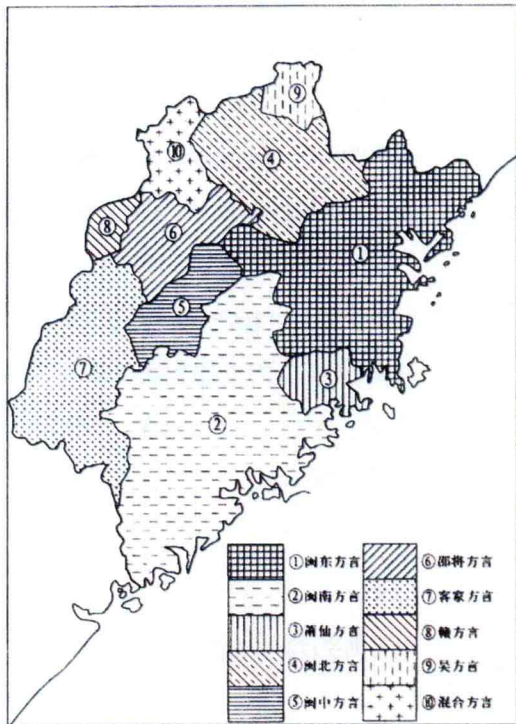 ⑨
⑩
④
⑧
⑥
①
⑤
⑦
③
②
①闽东方言 ⑥邵将方言
②闽南方言 ⑦客家方言
③莆仙方言 ⑧赣方言
④闽北方言 ⑨吴方言
⑤闽中方言 ⑩混合方言